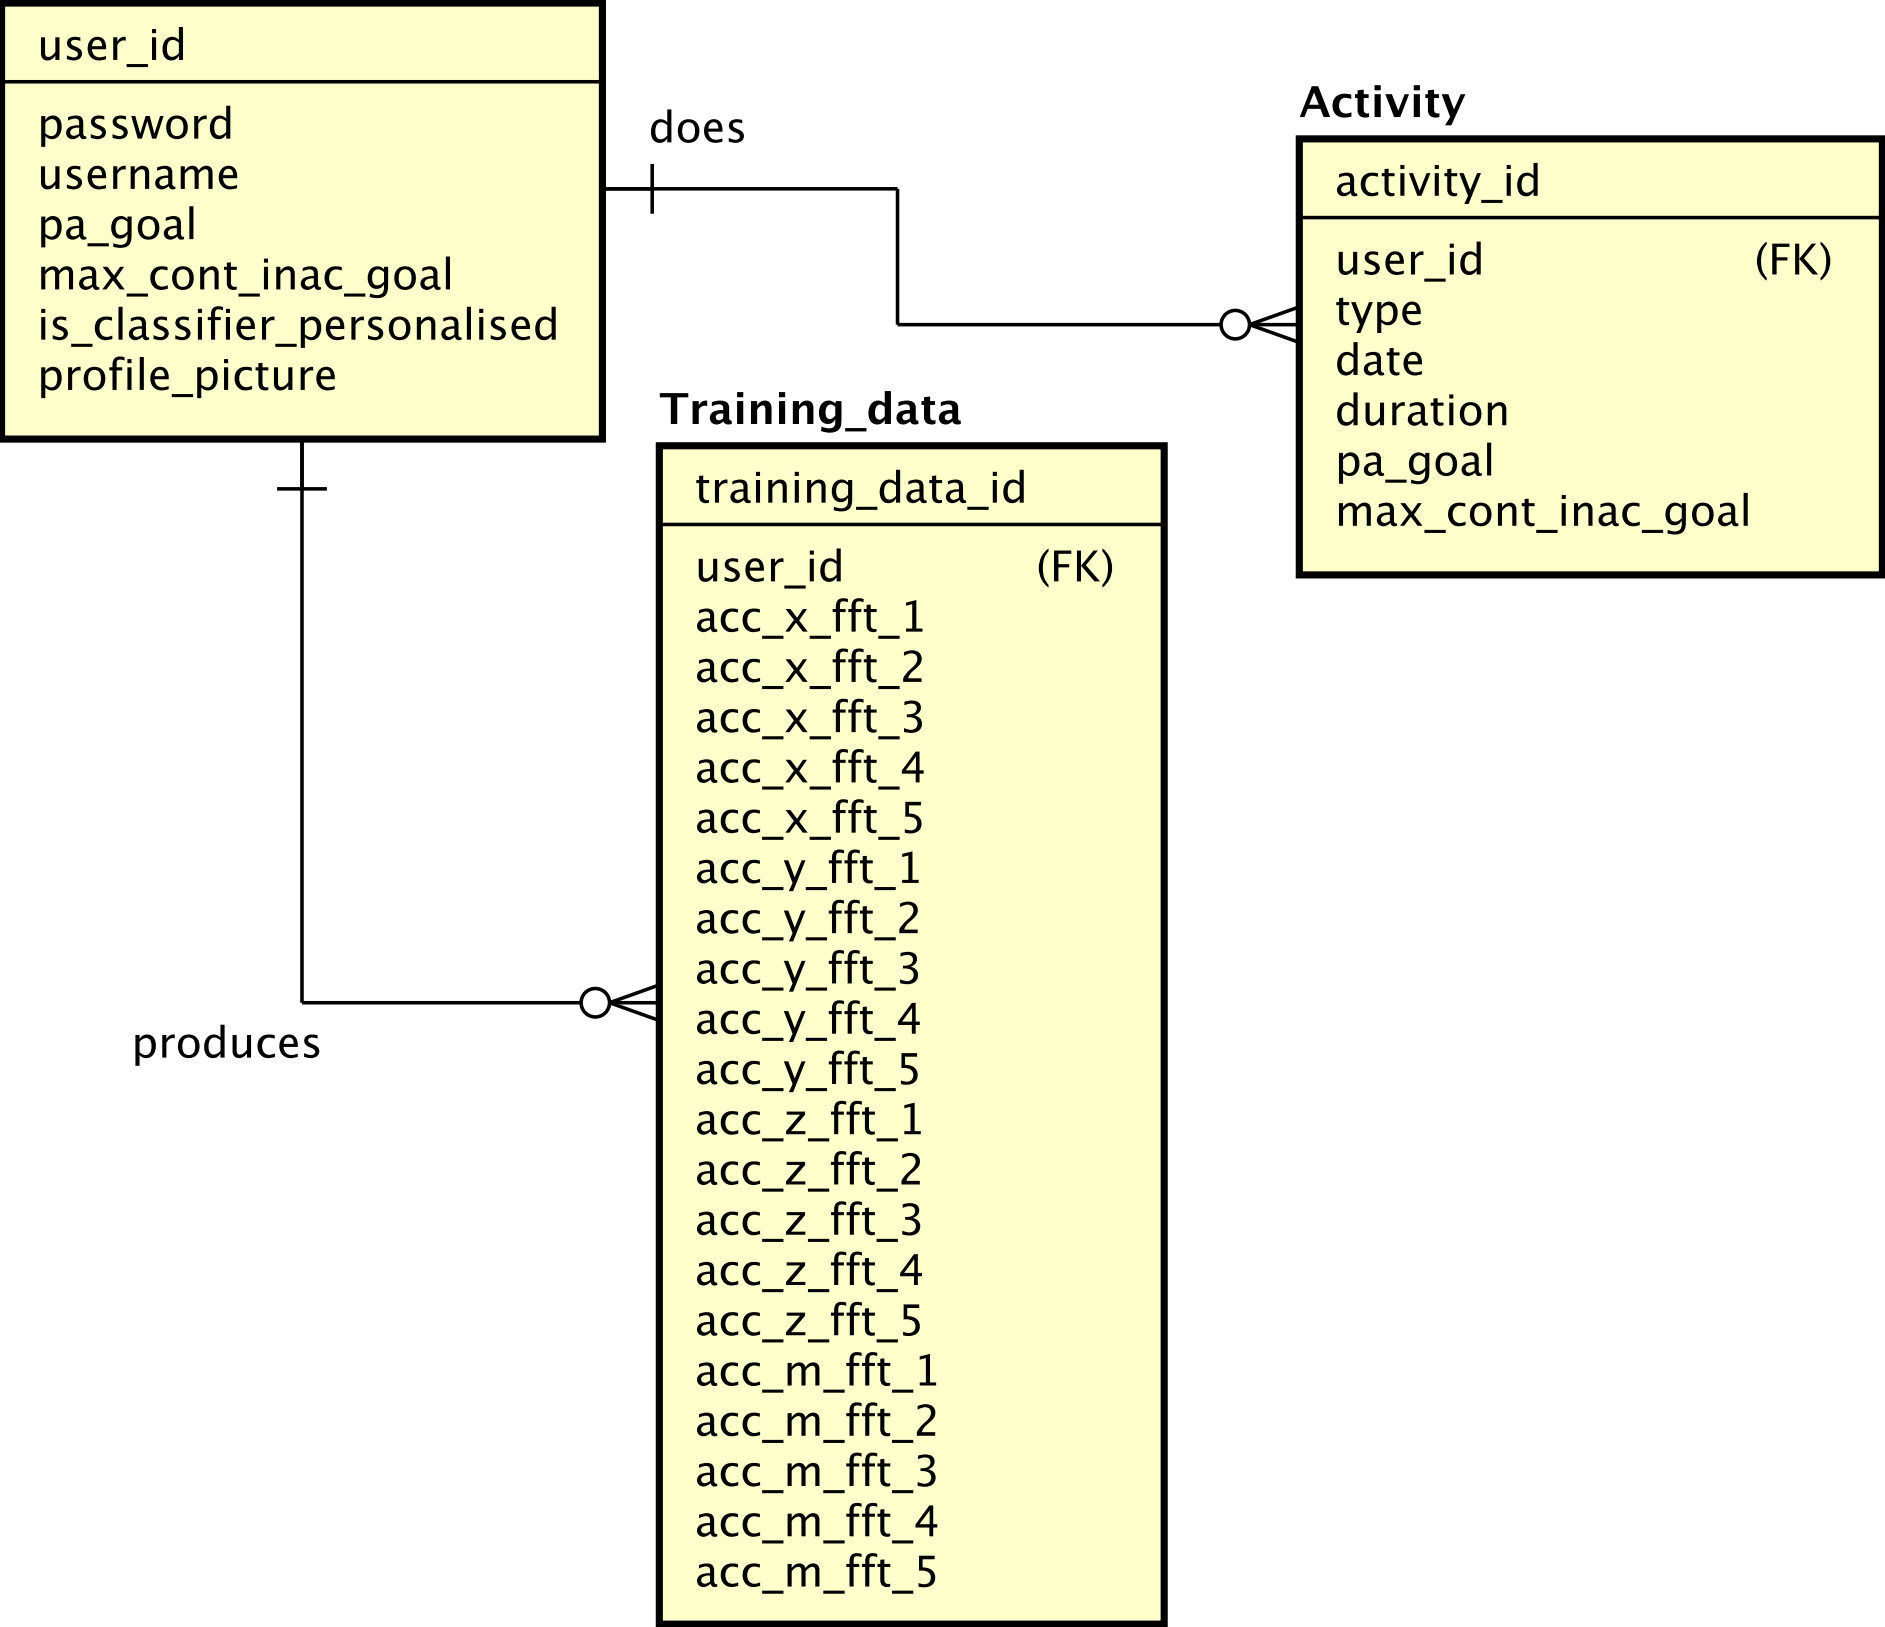 user_id
password
username
pa_goal
max_cont_inac_goal
is_classifier_personalised
profile_picture
does
Activity
activity_id
user_id (FK)
type
date
duration
pa_goal
max_cont_inac_goal
Training_data
training_data_id
user_id (FK)
acc_x_fft_1
acc_x_fft_2
acc_x_fft_3
acc_x_fft_4
acc_x_fft_5
acc_y_fft_1
acc_y_fft_2
acc_y_fft_3
acc_y_fft_4
acc_y_fft_5
acc_z_fft_1
acc_z_fft_2
acc_z_fft_3
acc_z_fft_4
acc_z_fft_5
acc_m_fft_1
acc_m_fft_2
acc_m_fft_3
acc_m_fft_4
acc_m_fft_5
produces